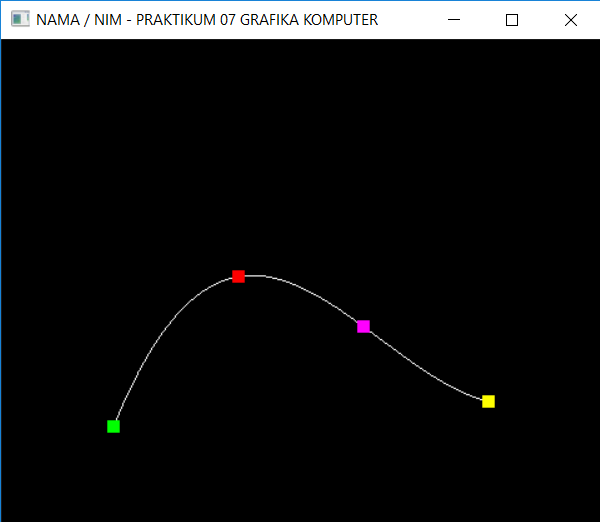 NAMA / NIM - PRAKTIKUM 07 GRAFIKA KOMPUTER